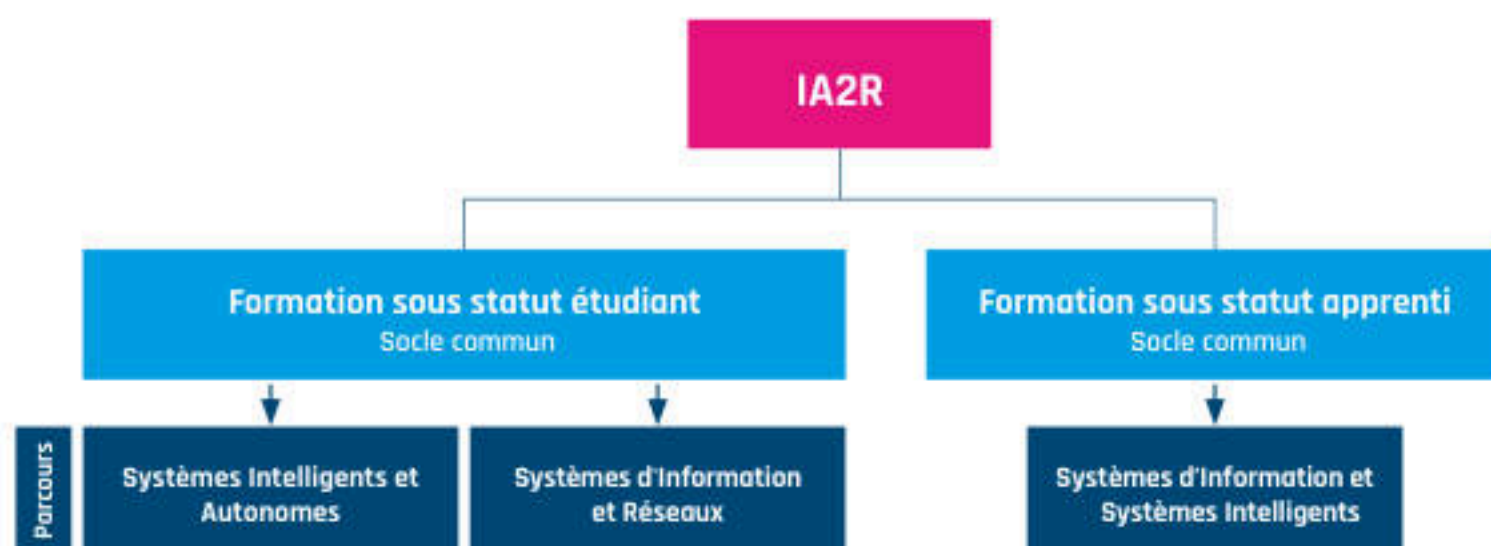 IA2R
Formation sous statut étudiant
Socle commun
Formation sous statut apprenti
Socle commun
Parcours
Systèmes Intelligents et
Autonomes
Systèmes d'Information
et Réseaux
Systèmes d'Information et
Systèmes Intelligents